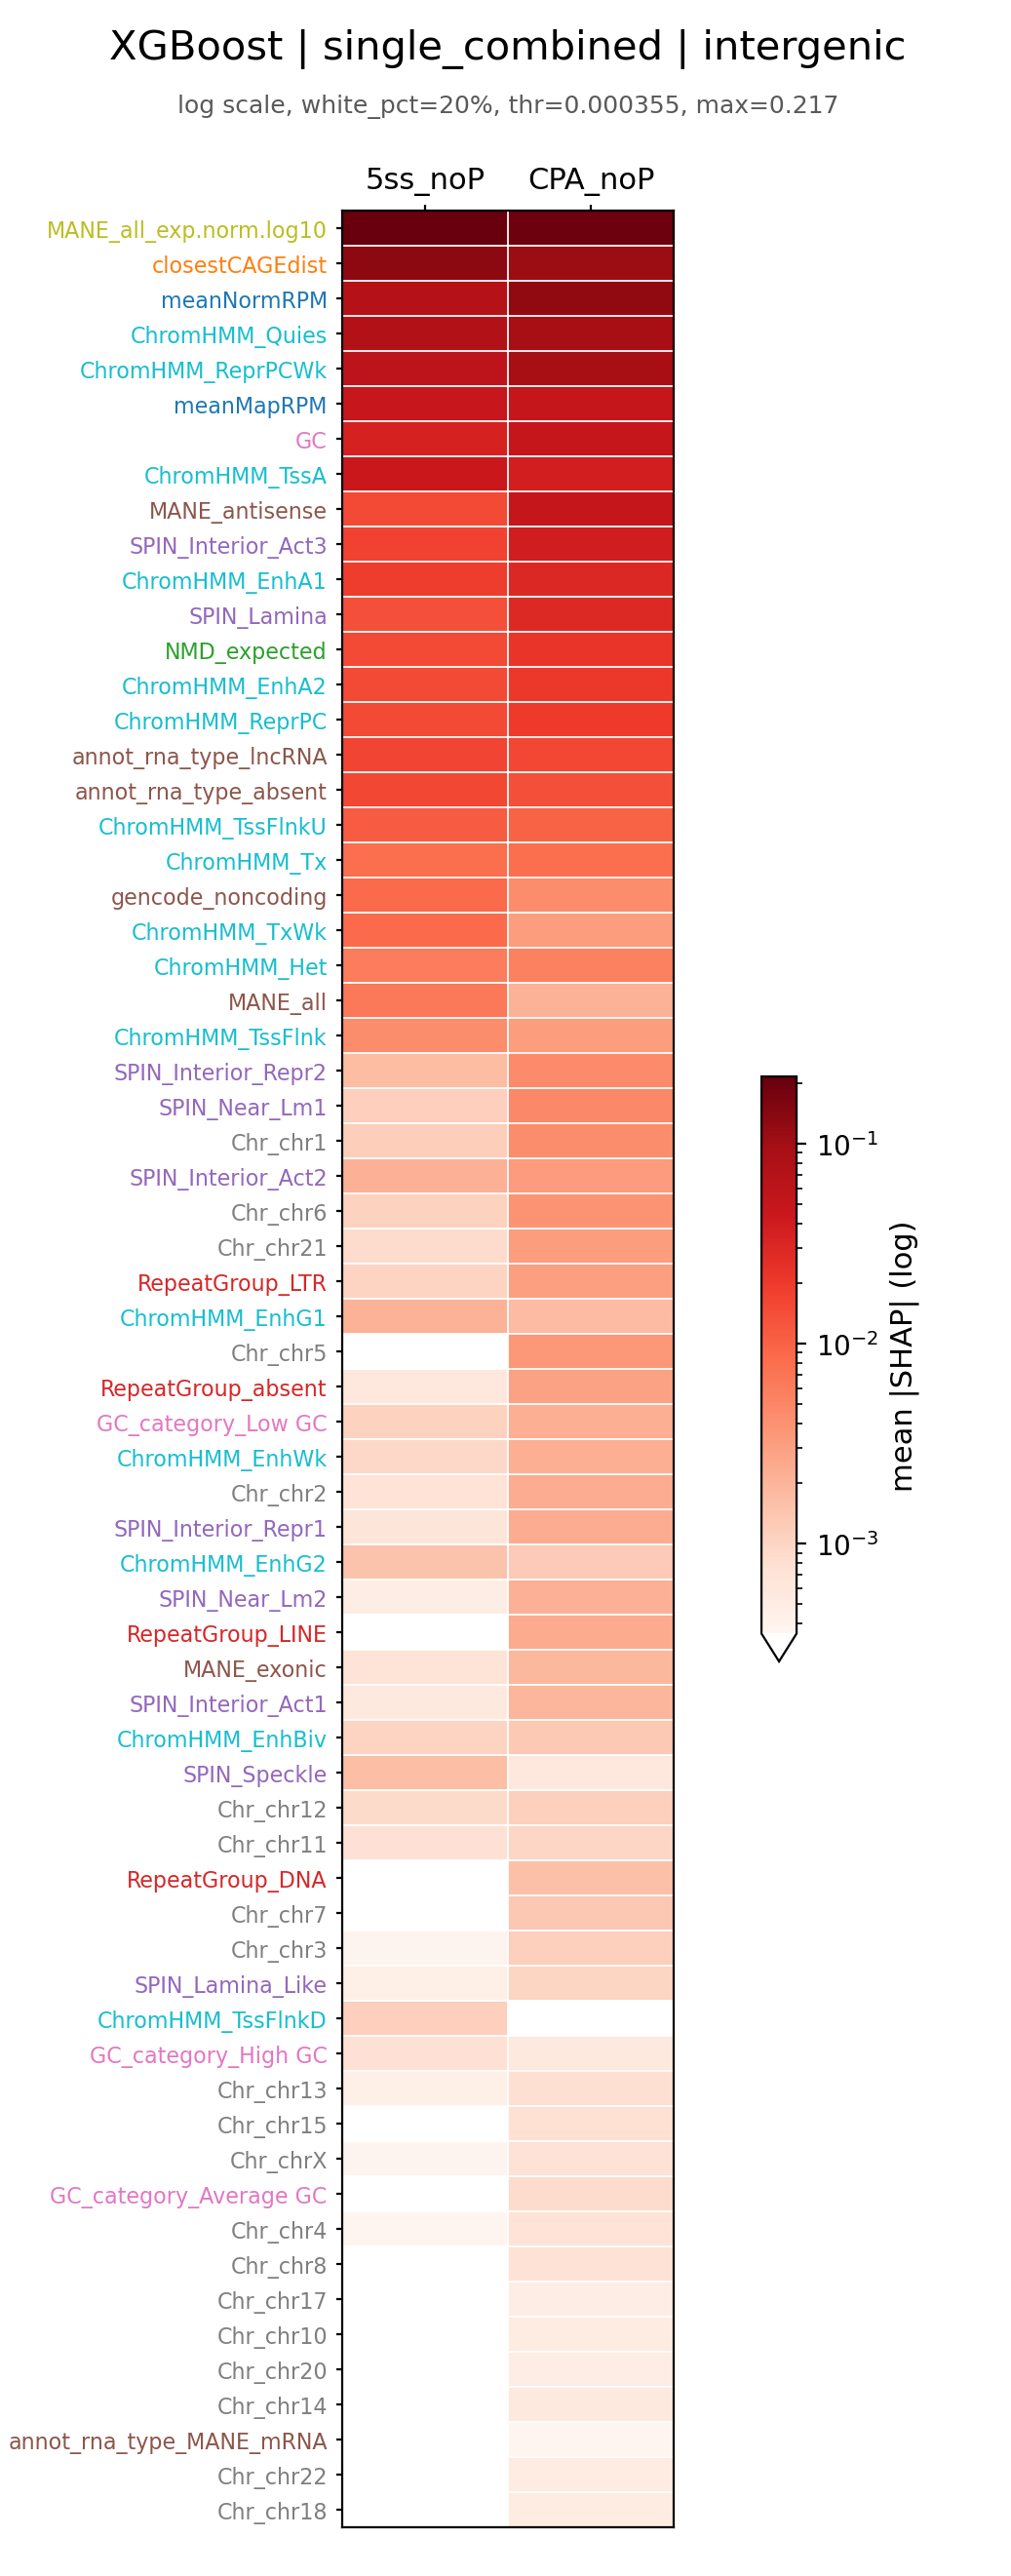 XGBoost | single_combined | intergenic
log scale, white_pct=20%, thr=0.000355, max=0.217
5ss_noP CPA_noP
MANE_all_exp.norm.log10
closestCAGEdist
meanNormRPM
ChromHMM_Quies
ChromHMM_ReprPCWk
meanMapRPM
GC
ChromHMM_TssA
MANE_antisense
SPIN_Interior_Act3
ChromHMM_EnhA1
SPIN_Lamina
NMD_expected
ChromHMM_EnhA2
ChromHMM_ReprPC
annot_rna_type_lncRNA
annot_rna_type_absent
ChromHMM_TssFlnkU
ChromHMM_Tx
gencode_noncoding
ChromHMM_TxWk
ChromHMM_Het
MANE_all
ChromHMM_TssFlnk
SPIN_Interior_Repr2
SPIN_Near_Lm1
Chr_chr1
SPIN_Interior_Act2
Chr_chr6
Chr_chr21
RepeatGroup_LTR
ChromHMM_EnhG1
Chr_chr5
RepeatGroup_absent
GC_category_Low GC
ChromHMM_EnhWk
Chr_chr2
SPIN_Interior_Repr1
ChromHMM_EnhG2
SPIN_Near_Lm2
RepeatGroup_LINE
MANE_exonic
SPIN_Interior_Act1
ChromHMM_EnhBiv
SPIN_Speckle
Chr_chr12
Chr_chr11
RepeatGroup_DNA
Chr_chr7
Chr_chr3
SPIN_Lamina_Like
ChromHMM_TssFlnkD
GC_category_High GC
Chr_chr13
Chr_chr15
Chr_chrX
GC_category_Average GC
Chr_chr4
Chr_chr8
Chr_chr17
Chr_chr10
Chr_chr20
Chr_chr14
annot_rna_type_MANE_mRNA
Chr_chr22
Chr_chr18
10⁻¹
10⁻²
10⁻³
mean |SHAP| (log)